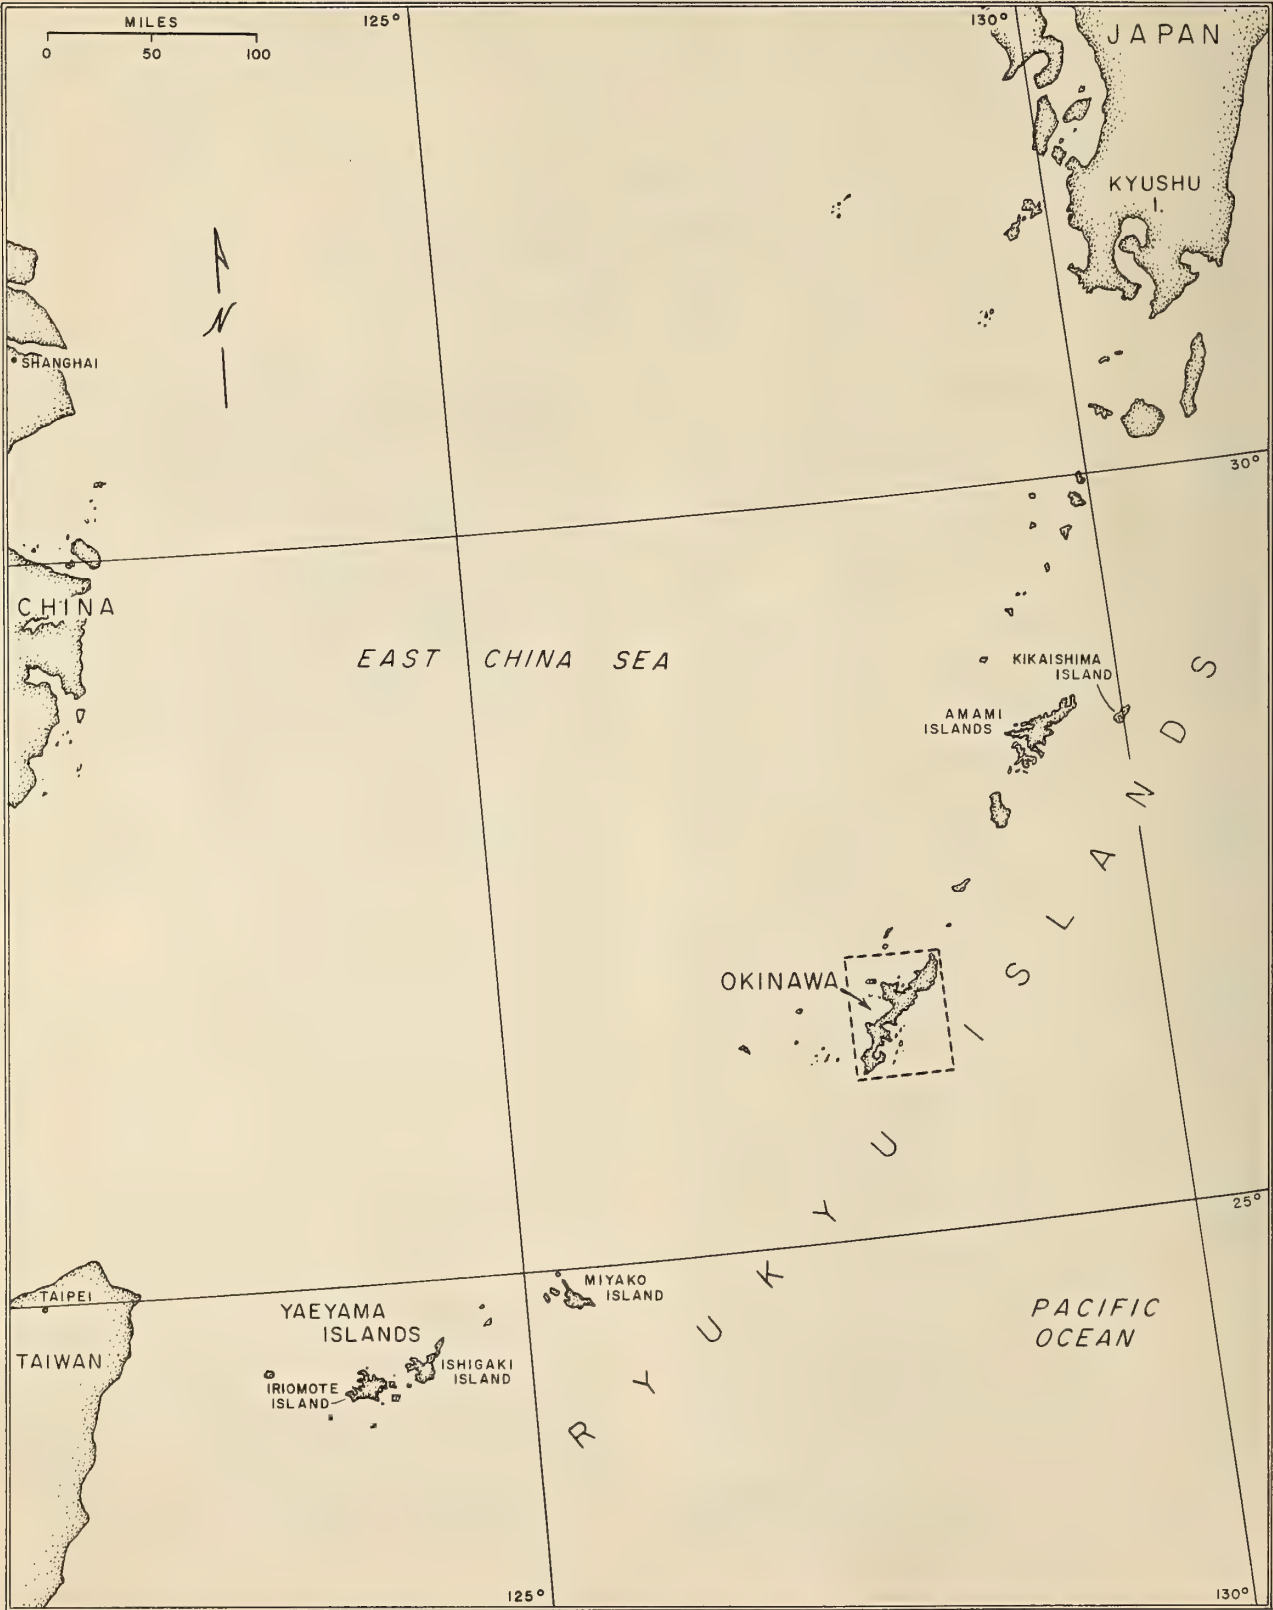 MILES
0 50 100
125°
130°
JAPAN
KYUSHU
I.
N
SHANGHAI
30°
CHINA
EAST CHINA SEA
KIKAISHIMA
ISLAND
AMAMI
ISLANDS
OKINAWA
RYUKYU ISLANDS
25°
TAIPEI
TAIWAN
YAEYAMA
ISLANDS
MIYAKO
ISLAND
ISHIGAKI
ISLAND
IRIOMOTE
ISLAND
PACIFIC
OCEAN
125°
130°